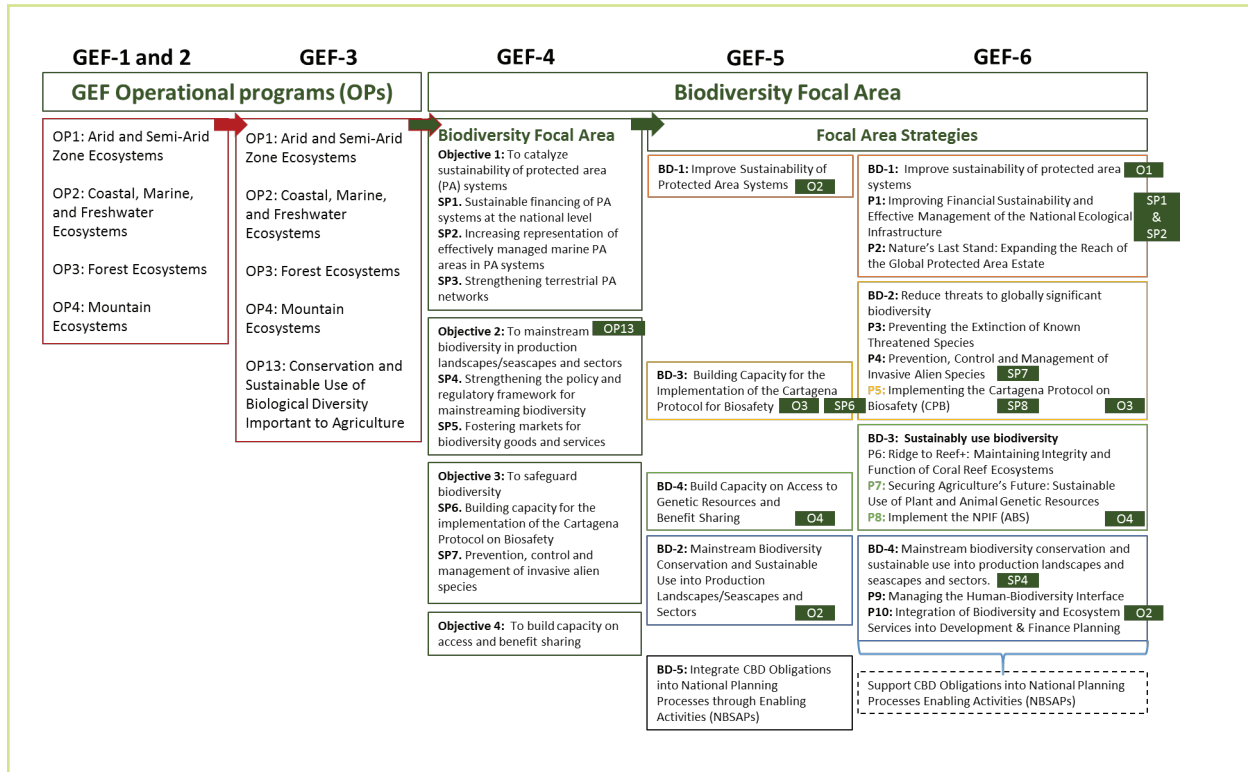 GEF-1 and 2
GEF-3
GEF-4
GEF-5
GEF-6
GEF Operational programs (OPs)
Biodiversity Focal Area
OP1: Arid and Semi-Arid
Zone Ecosystems
OP2: Coastal, Marine,
and Freshwater
Ecosystems
OP3: Forest Ecosystems
OP4: Mountain
Ecosystems
OP1: Arid and Semi-Arid
Zone Ecosystems
OP2: Coastal, Marine,
and Freshwater
Ecosystems
OP3: Forest Ecosystems
OP4: Mountain
Ecosystems
OP13: Conservation and
Sustainable Use of
Biological Diversity
Important to Agriculture
Biodiversity Focal Area
Objective 1: To catalyze
sustainability of protected area
(PA) systems
SP1. Sustainable financing of PA
systems at the national level
SP2. Increasing representation of
effectively managed marine PA
areas in PA systems
SP3. Strengthening terrestrial PA
networks
Objective 2: To mainstream
OP13
biodiversity in production
landscapes/seascapes and sectors
SP4. Strengthening the policy and
regulatory framework for
mainstreaming biodiversity
SP5. Fostering markets for
biodiversity goods and services
Objective 3: To safeguard
biodiversity
SP6. Building capacity for the
implementation of the Cartagena
Protocol on Biosafety
SP7. Prevention, control and
management of invasive alien
species
Objective 4: To build capacity on
access and benefit sharing
Focal Area Strategies
BD-1: Improve Sustainability of
Protected Area Systems
O2
BD-3: Building Capacity for the
Implementation of the Cartagena
Protocol for Biosafety
O3
SP6
BD-4: Build Capacity on Access to
Genetic Resources and
Benefit Sharing
O4
BD-2: Mainstream Biodiversity
Conservation and Sustainable
Use into Production
Landscapes/Seascapes and
Sectors
O2
BD-5: Integrate CBD Obligations
into National Planning
Processes through Enabling
Activities (NBSAPs)
BD-1: Improve sustainability of protected area
O1
systems
P1: Improving Financial Sustainability and
Effective Management of the National Ecological
Infrastructure
SP1
&
SP2
P2: Nature's Last Stand: Expanding the Reach of
the Global Protected Area Estate
BD-2: Reduce threats to globally significant
biodiversity
P3: Preventing the Extinction of Known
Threatened Species
P4: Prevention, Control and Management of
Invasive Alien Species
SP7
P5: Implementing the Cartagena Protocol on
Biosafety (CPB)
SP8
O3
BD-3: Sustainably use biodiversity
P6: Ridge to Reef+: Maintaining Integrity and
Function of Coral Reef Ecosystems
P7: Securing Agriculture's Future: Sustainable
Use of Plant and Animal Genetic Resources
P8: Implement the NPIF (ABS)
O4
BD-4: Mainstream biodiversity conservation and
sustainable use into production landscapes and
seascapes and sectors.
SP4
P9: Managing the Human-Biodiversity Interface
P10: Integration of Biodiversity and Ecosystem
O2
Services into Development & Finance Planning
Support CBD Obligations into National Planning
Processes Enabling Activities (NBSAPs)